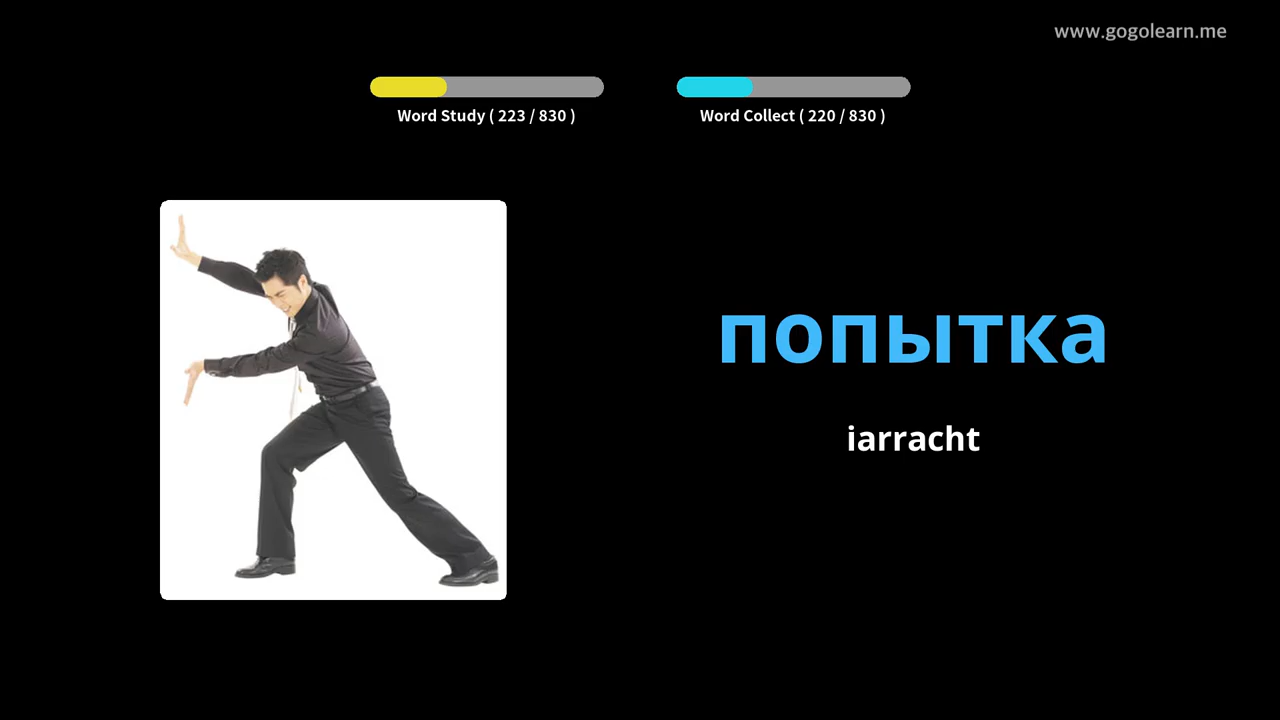 www.gogolearn.me
Word Study ( 223 / 830 )
Word Collect ( 220 / 830 )
попытка
iarracht